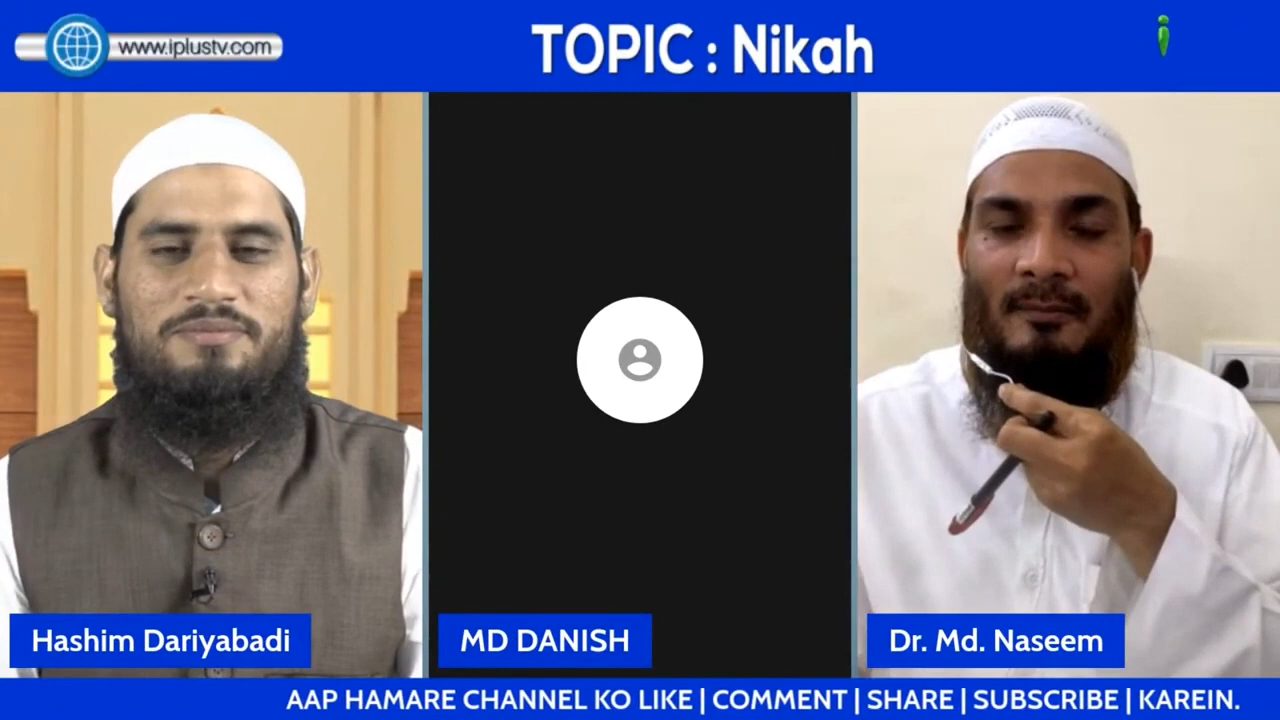 www.iplustv.com
TOPIC : Nikah
Hashim Dariyabadi
MD DANISH
Dr. Md. Naseem
AAP HAMARE CHANNEL KO LIKE | COMMENT | SHARE | SUBSCRIBE | KAREIN.